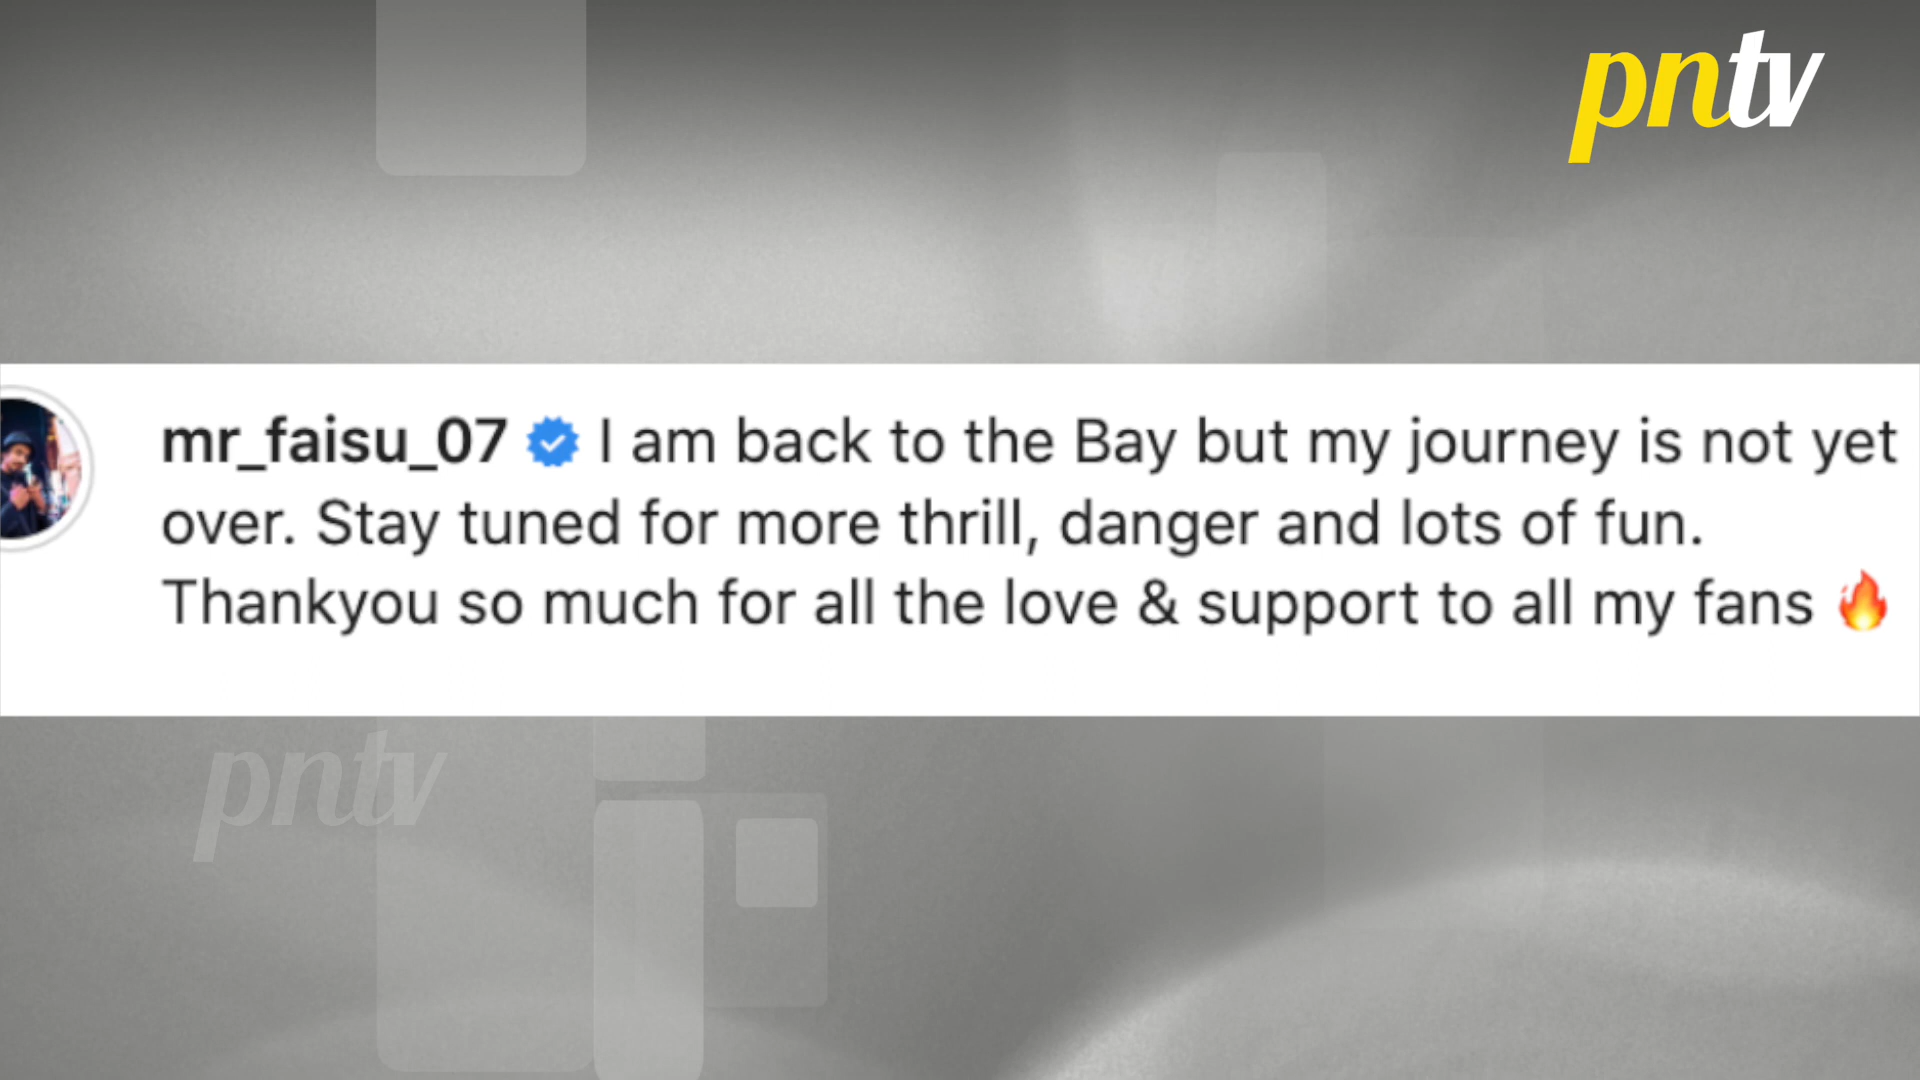 pntv
mr_faisu_07 I am back to the Bay but my journey is not yet
over. Stay tuned for more thrill, danger and lots of fun.
Thankyou so much for all the love & support to all my fans 🔥
pntv